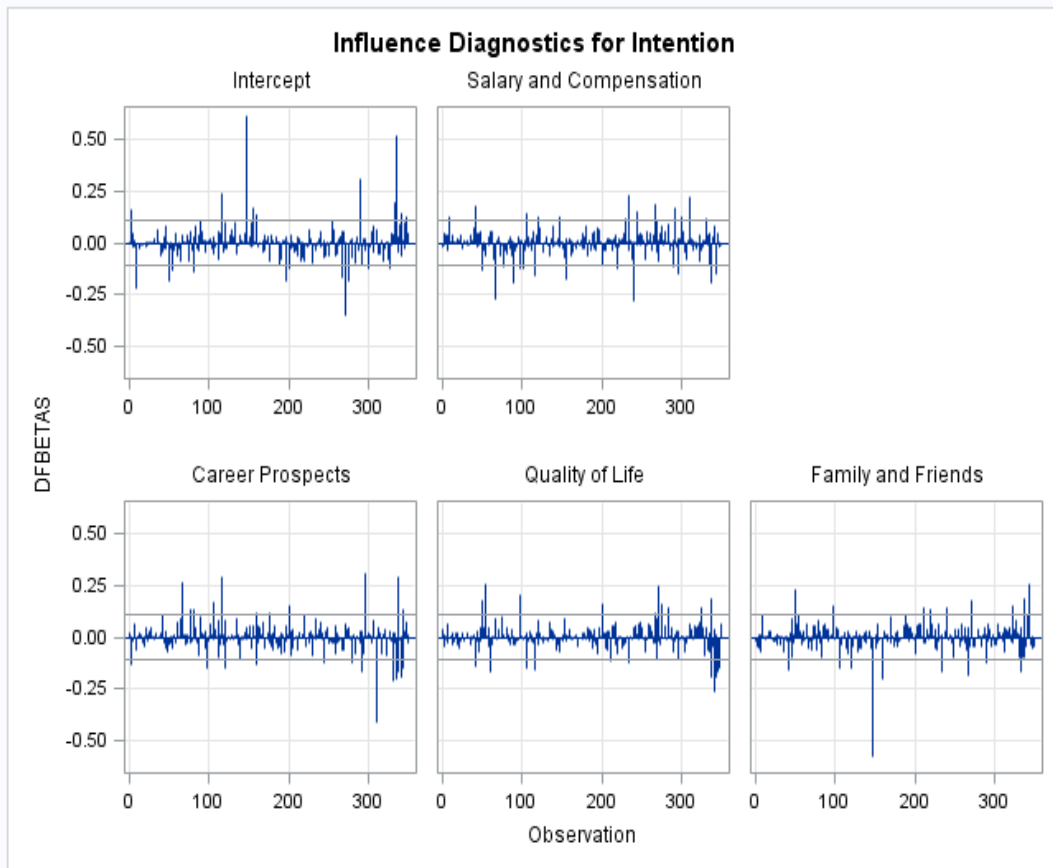 Influence Diagnostics for Intention
Intercept
Salary and Compensation
0.50
0.25
0.00
-0.25
-0.50
0 100 200 300
0 100 200 300
DFBETAS
Career Prospects
Quality of Life
Family and Friends
0.50
0.25
0.00
-0.25
-0.50
0 100 200 300
0 100 200 300
0 100 200 300
Observation